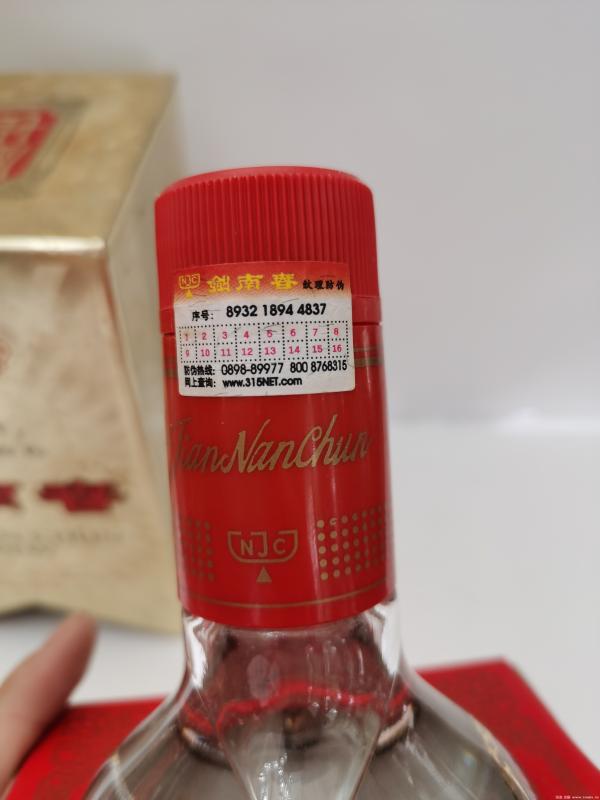 NJC 剑南春 纹理防伪
序号: 8932 1894 4837
1 2 3 4 5 6 7 8
9 10 11 12 13 14 15 16
防伪热线: 0898-89977 800 8768315
网上查询: www.315NET.com
JianNanChun
NJC